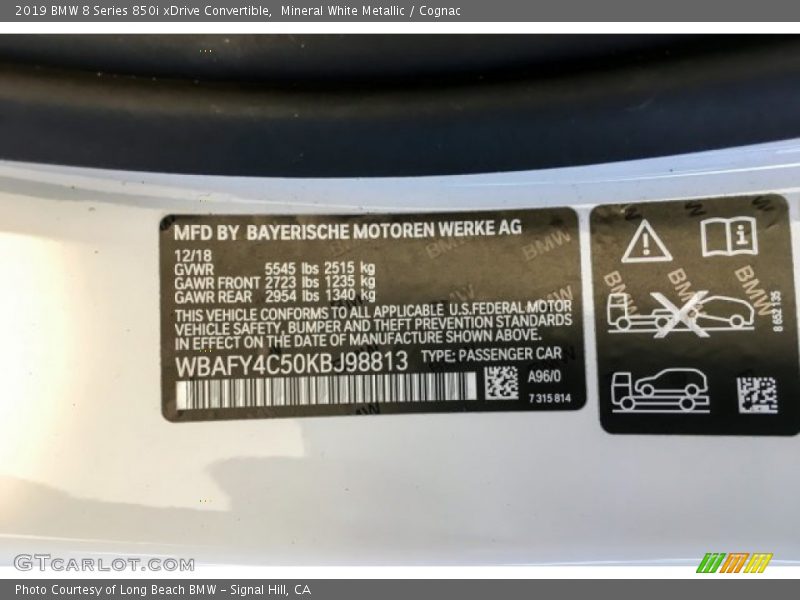 2019 BMW 8 Series 850i xDrive Convertible,  Mineral White Metallic / Cognac
MFD BY BAYERISCHE MOTOREN WERKE AG
12/18
GVWR 5545 lbs 2515 kg
GAWR FRONT 2723 lbs 1235 kg
GAWR REAR 2954 lbs 1340 kg
THIS VEHICLE CONFORMS TO ALL APPLICABLE U.S.FEDERAL MOTOR
VEHICLE SAFETY, BUMPER AND THEFT PREVENTION STANDARDS
IN EFFECT ON THE DATE OF MANUFACTURE SHOWN ABOVE.
WBAFY4C50KBJ98813 TYPE: PASSENGER CAR
A96/0
7 315 814
BMW BMW BMW
8 652 135
GTCARLOT.COM
Photo Courtesy of Long Beach BMW - Signal Hill, CA